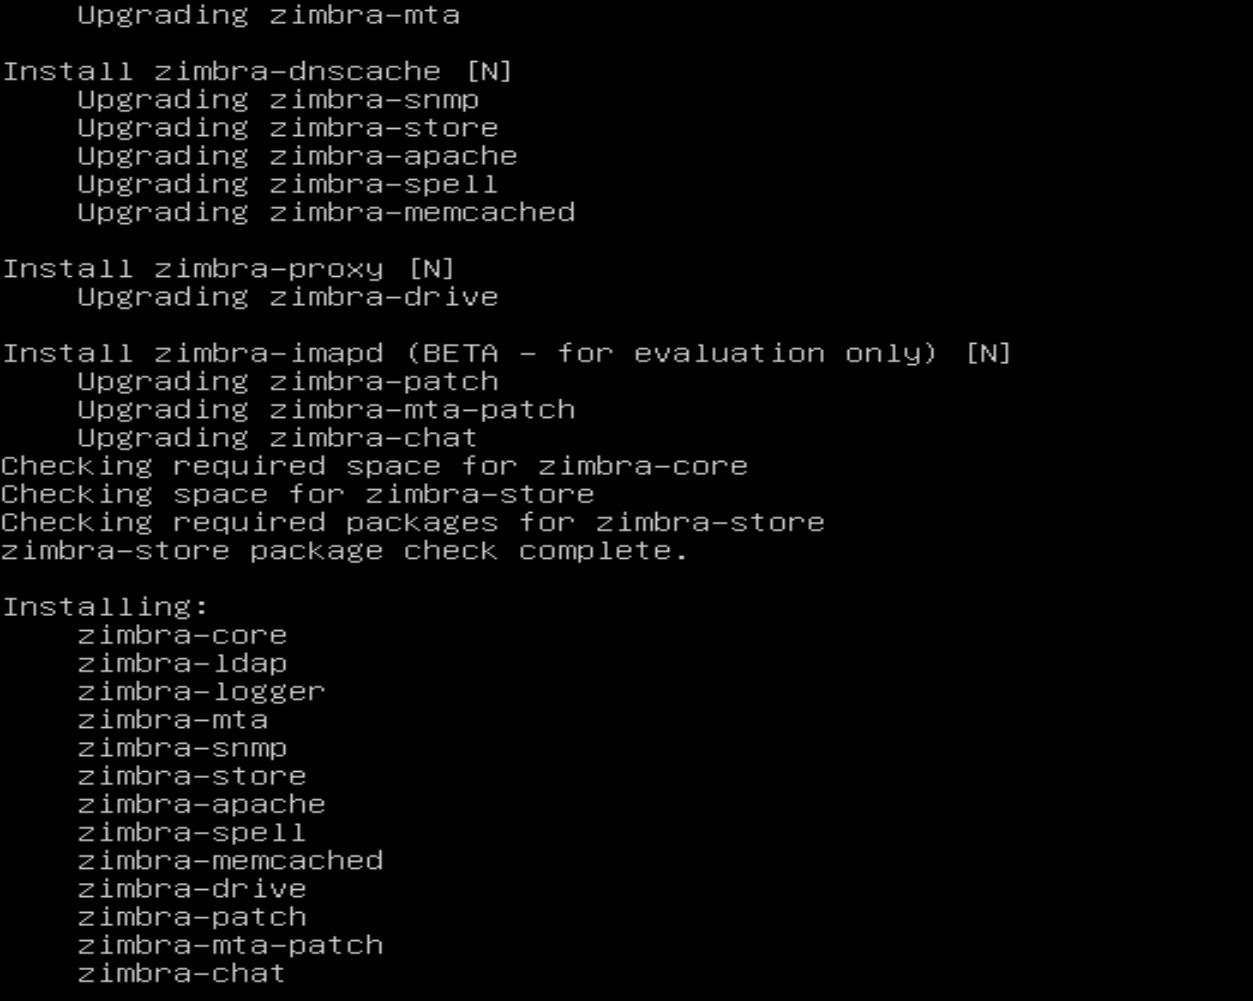 Upgrading zimbra-mta
Install zimbra-dnscache [N]
Upgrading zimbra-snmp
Upgrading zimbra-store
Upgrading zimbra-apache
Upgrading zimbra-spell
Upgrading zimbra-memcached
Install zimbra-proxy [N]
Upgrading zimbra-drive
Install zimbra-imapd (BETA - for evaluation only) [N]
Upgrading zimbra-patch
Upgrading zimbra-mta-patch
Upgrading zimbra-chat
Checking required space for zimbra-core
Checking space for zimbra-store
Checking required packages for zimbra-store
zimbra-store package check complete.
Installing:
zimbra-core
zimbra-ldap
zimbra-logger
zimbra-mta
zimbra-snmp
zimbra-store
zimbra-apache
zimbra-spell
zimbra-memcached
zimbra-drive
zimbra-patch
zimbra-mta-patch
zimbra-chat